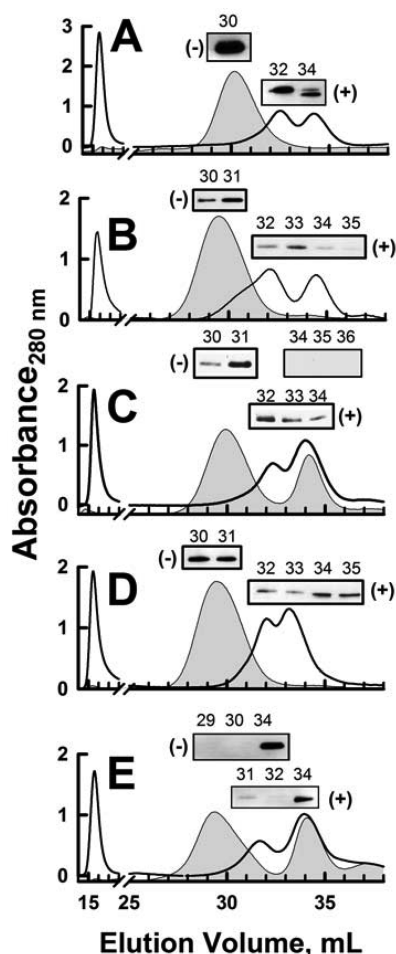 Absorbance280 nm
A
3
2
1
0
30
(-)
32 34
(+)
B
2
1
0
30 31
(-)
32 33 34 35
(+)
C
2
1
0
30 31
(-)
34 35 36
32 33 34
(+)
D
2
1
0
30 31
(-)
32 33 34 35
(+)
E
2
1
0
29 30 34
(-)
31 32 34
(+)
15 25 30 35
Elution Volume, mL